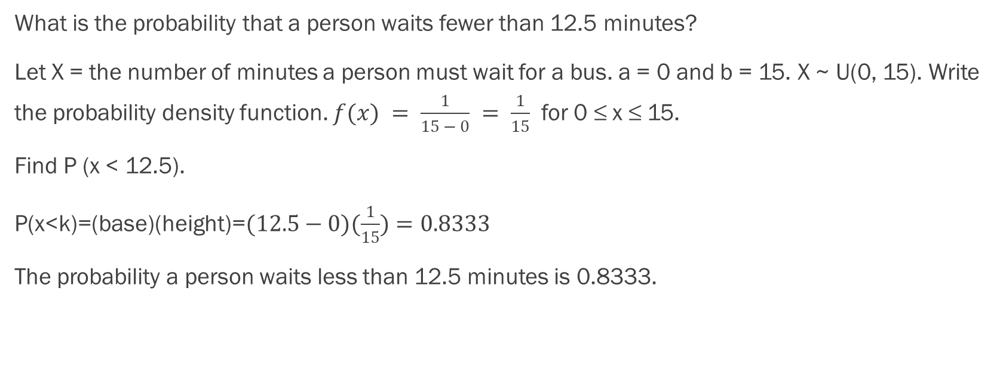 What is the probability that a person waits fewer than 12.5 minutes?
Let X = the number of minutes a person must wait for a bus. a = 0 and b = 15. X ~ U(0, 15). Write
the probability density function. f(x) = 1/(15 − 0) = 1/15 for 0 ≤ x ≤ 15.
Find P (x < 12.5).
P(x<k)=(base)(height)=(12.5 − 0)(1/15) = 0.8333
The probability a person waits less than 12.5 minutes is 0.8333.